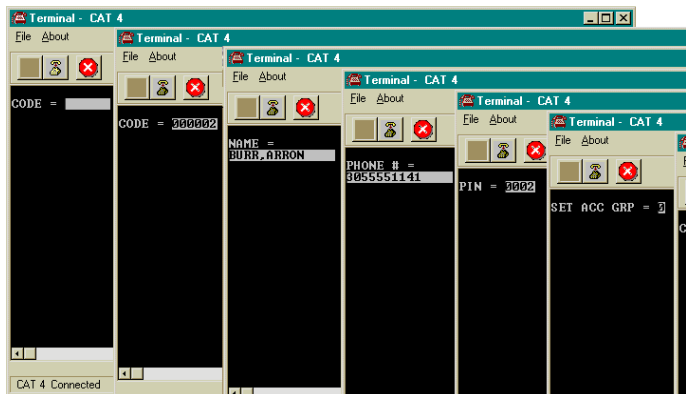 Terminal - CAT 4
File About
CODE =
CAT 4 Connected
Terminal - CAT 4
File About
CODE = 000002
Terminal - CAT 4
File About
NAME =
BURR,ARRON
Terminal - CAT 4
File About
PHONE # =
3055551141
Terminal - CAT 4
File About
PIN = 0002
Terminal - CAT 4
File About
SET ACC GRP =